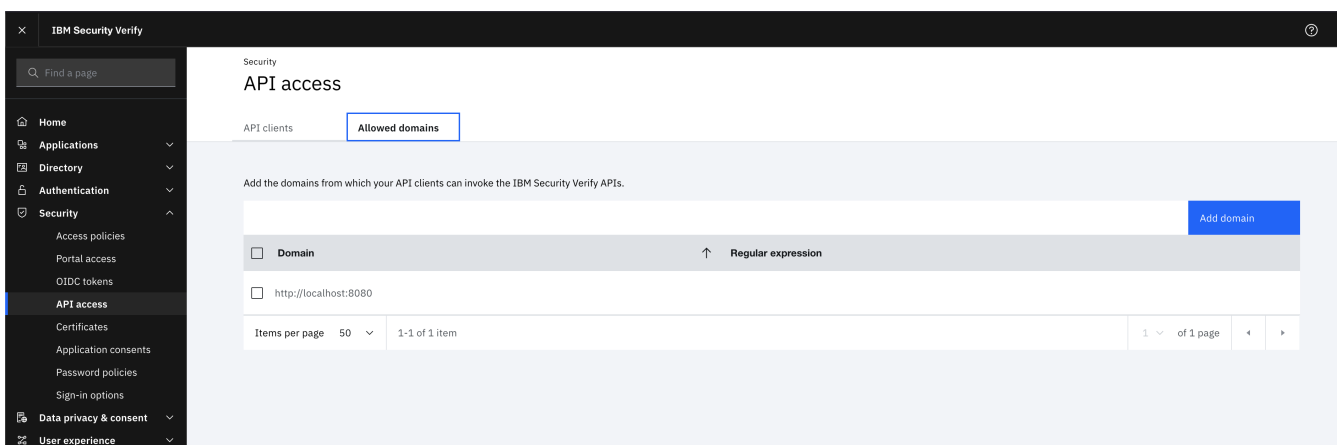 IBM Security Verify
Find a page
Home
Applications
Directory
Authentication
Security
Access policies
Portal access
OIDC tokens
API access
Certificates
Application consents
Password policies
Sign-in options
Data privacy & consent
User experience
Security
API access
API clients Allowed domains
Add the domains from which your API clients can invoke the IBM Security Verify APIs.
Add domain
Domain Regular expression
http://localhost:8080
Items per page 50 1-1 of 1 item 1 of 1 page